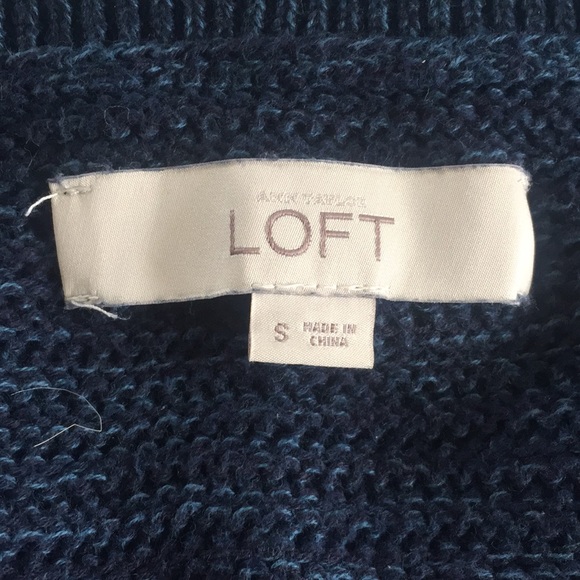 ANN TAYLOR
LOFT
S
MADE IN
CHINA